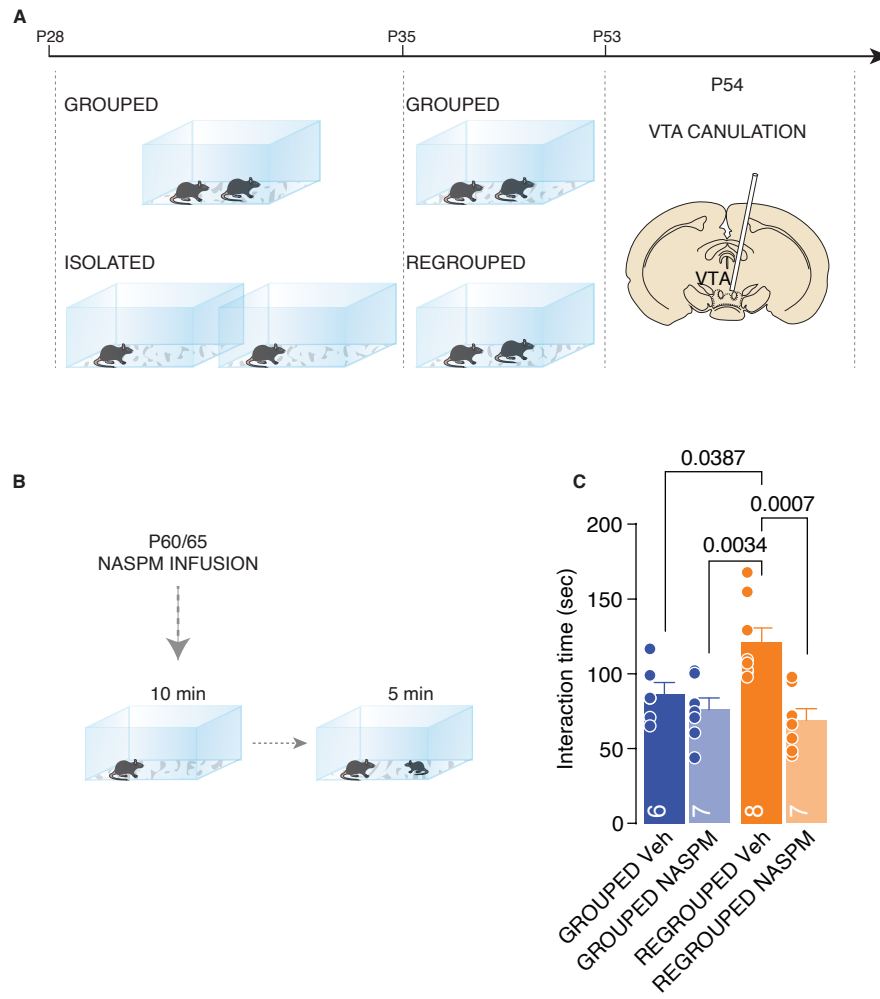 A
P28
P35
P53
GROUPED
GROUPED
P54
VTA CANULATION
ISOLATED
REGROUPED
VTA
B
P60/65
NASPM INFUSION
10 min
5 min
C
0.0387
0.0007
0.0034
Interaction time (sec)
200
150
100
50
0
6
7
8
7
GROUPED Veh
GROUPED NASPM
REGROUPED Veh
REGROUPED NASPM